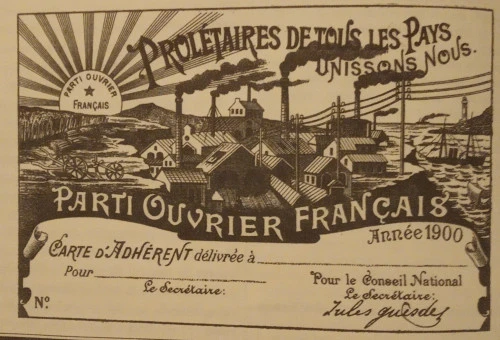 PROLÉTAIRES DE TOUS LES PAYS
UNISSONS NOUS.
PARTI OUVRIER
FRANÇAIS
PARTI OUVRIER FRANÇAIS
Année 1900
CARTE D'ADHÉRENT délivrée à
Pour
Le Secrétaire:
Pour le Conseil National
Le Secrétaire:
Jules Guesde
N°.